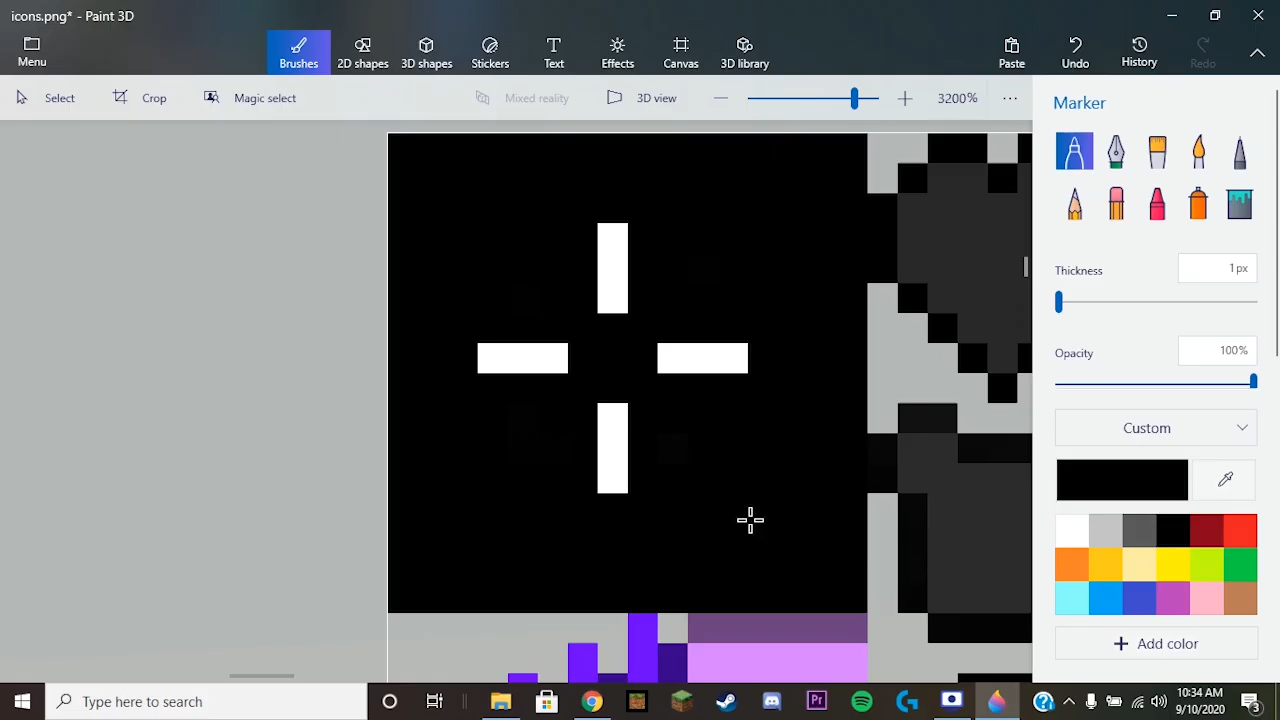 icons.png* - Paint 3D
Menu
Brushes
2D shapes
3D shapes
Stickers
Text
Effects
Canvas
3D library
Paste
Undo
History
Redo
Select
Crop
Magic select
Mixed reality
3D view
3200%
Marker
Thickness
1px
Opacity
100%
Custom
+ Add color
Type here to search
Pr
10:34 AM
9/10/2020
3